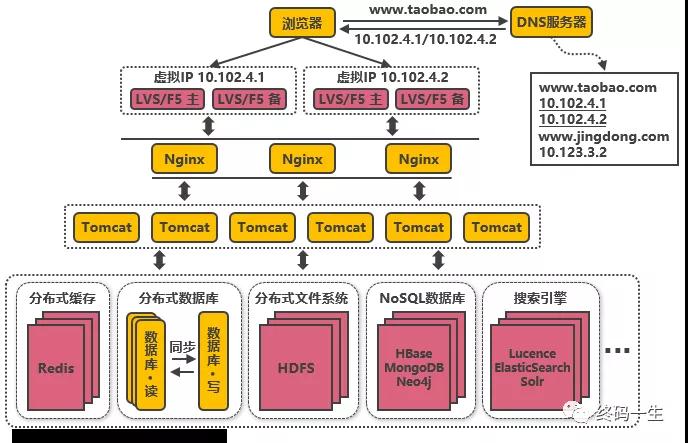 浏览器
www.taobao.com
DNS服务器
10.102.4.1/10.102.4.2
虚拟IP 10.102.4.1
虚拟IP 10.102.4.2
LVS/F5 主
LVS/F5 备
LVS/F5 主
LVS/F5 备
www.taobao.com
10.102.4.1
10.102.4.2
www.jingdong.com
10.123.3.2
Nginx
Nginx
Nginx
Tomcat
Tomcat
Tomcat
Tomcat
Tomcat
Tomcat
分布式缓存
Redis
分布式数据库
数据库·读
同步
数据库·写
分布式文件系统
HDFS
NoSQL数据库
HBase
MongoDB
Neo4j
搜索引擎
Lucence
ElasticSearch
Solr
...
终码一生